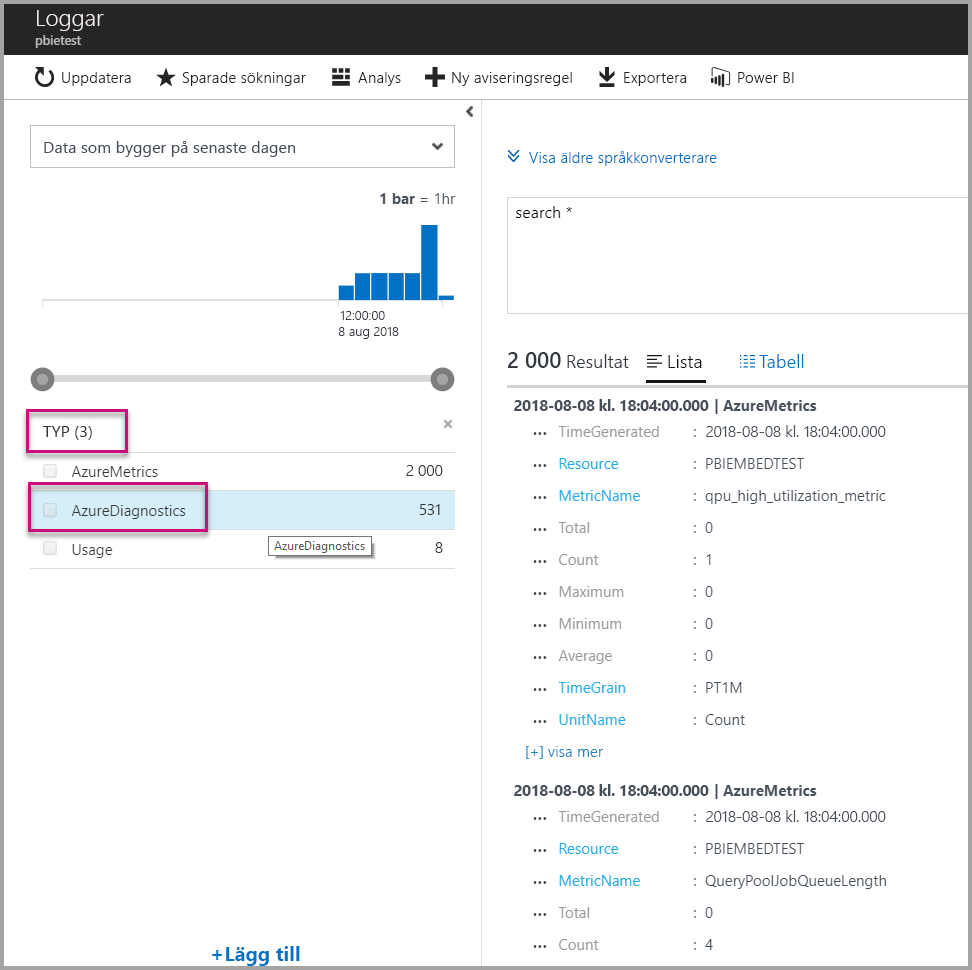 Loggar
pbietest
Uppdatera Sparade sökningar Analys Ny aviseringsregel Exportera Power BI
Data som bygger på senaste dagen
1 bar = 1hr
12:00:00
8 aug 2018
TYP (3)
AzureMetrics 2 000
AzureDiagnostics 531
AzureDiagnostics
Usage 8
+Lägg till
Visa äldre språkkonverterare
search *
2 000 Resultat Lista Tabell
2018-08-08 kl. 18:04:00.000 | AzureMetrics
... TimeGenerated : 2018-08-08 kl. 18:04:00.000
... Resource : PBIEMBEDTEST
... MetricName : qpu_high_utilization_metric
... Total : 0
... Count : 1
... Maximum : 0
... Minimum : 0
... Average : 0
... TimeGrain : PT1M
... UnitName : Count
[+] visa mer
2018-08-08 kl. 18:04:00.000 | AzureMetrics
... TimeGenerated : 2018-08-08 kl. 18:04:00.000
... Resource : PBIEMBEDTEST
... MetricName : QueryPoolJobQueueLength
... Total : 0
... Count : 4